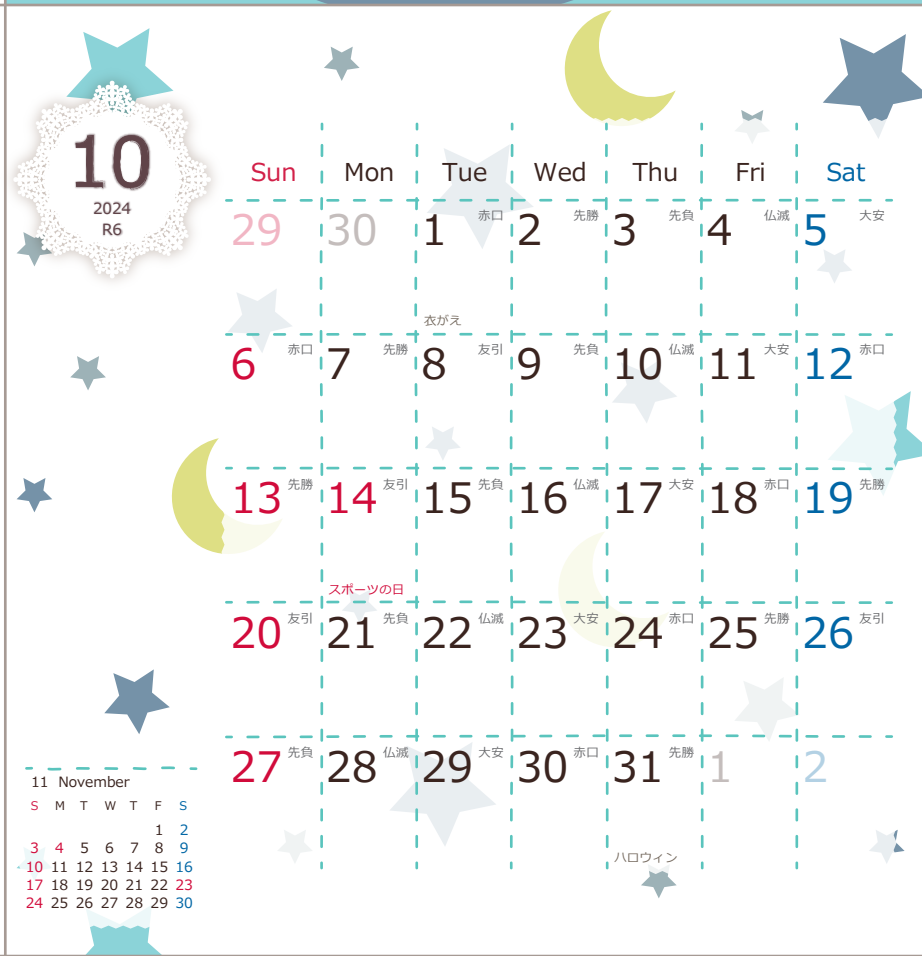 10
2024
R6
Sun Mon Tue Wed Thu Fri Sat
29 30 1 赤口 2 先勝 3 先負 4 仏滅 5 大安
衣がえ
6 赤口 7 先勝 8 友引 9 先負 10 仏滅 11 大安 12 赤口
13 先勝 14 友引 15 先負 16 仏滅 17 大安 18 赤口 19 先勝
スポーツの日
20 友引 21 先負 22 仏滅 23 大安 24 赤口 25 先勝 26 友引
27 先負 28 仏滅 29 大安 30 赤口 31 先勝 1 2
ハロウィン
11 November
S M T W T F S
1 2
3 4 5 6 7 8 9
10 11 12 13 14 15 16
17 18 19 20 21 22 23
24 25 26 27 28 29 30